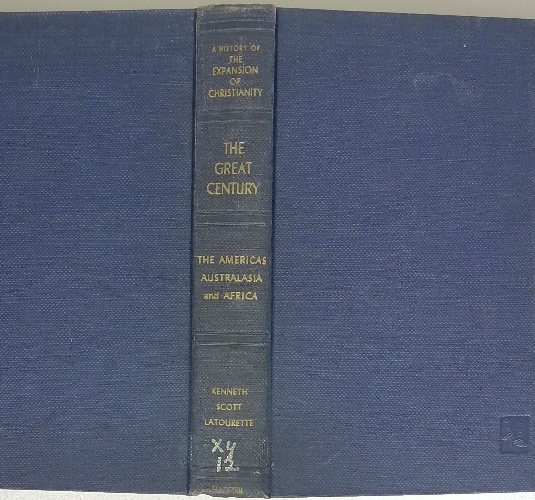 A HISTORY OF
THE
EXPANSION
OF
CHRISTIANITY
THE
GREAT
CENTURY
THE AMERICAS
AUSTRALASIA
and AFRICA
KENNETH
SCOTT
LATOURETTE
Xy
12